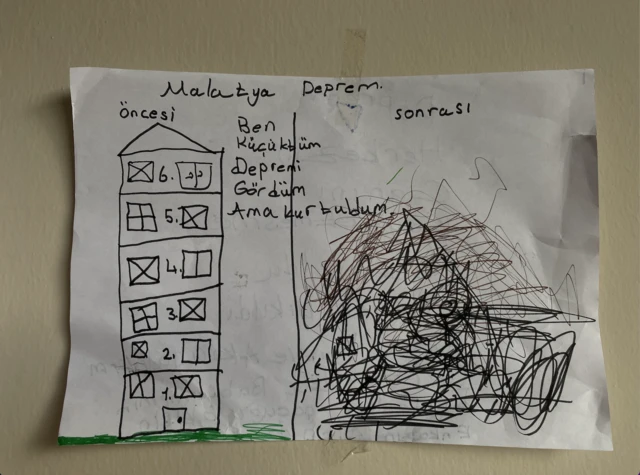 Malatya Deprem.
öncesi
sonrası
Ben
Küçüktüm
Depremi
Gördüm
Ama kurtuldum.
6.
5.
4.
3.
2.
1.